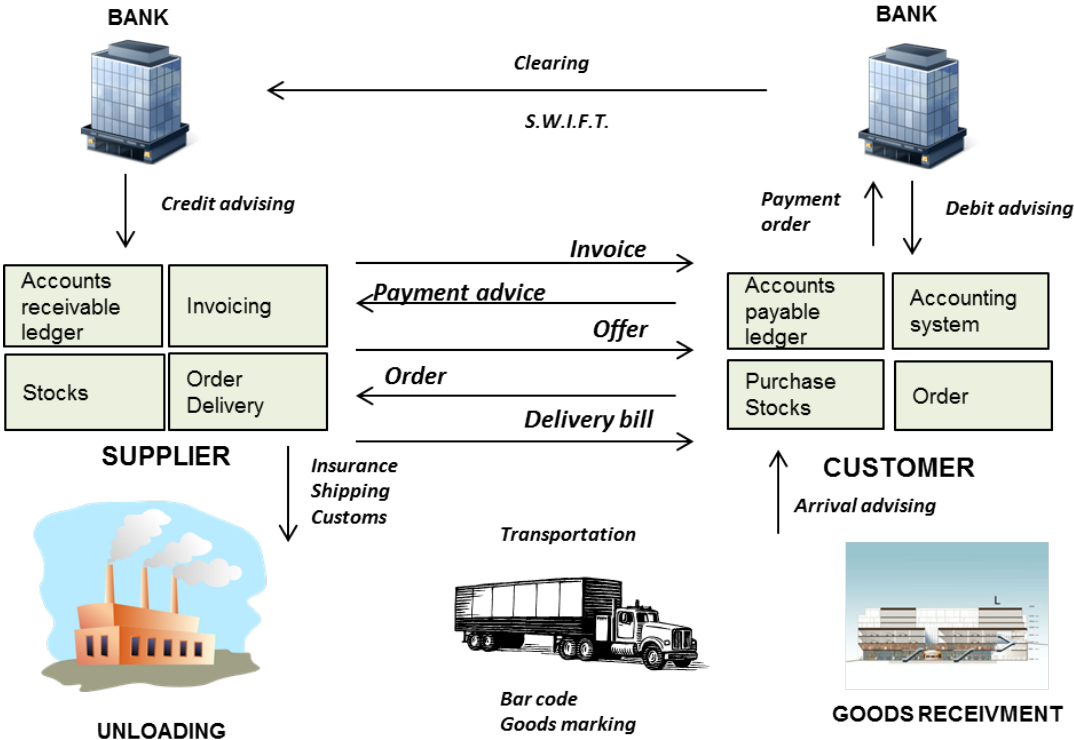 BANK
BANK
Clearing
S.W.I.F.T.
Credit advising
Payment
order
Debit advising
Accounts
receivable
ledger
Invoicing
Stocks
Order
Delivery
SUPPLIER
Invoice
Payment advice
Offer
Order
Delivery bill
Accounts
payable
ledger
Accounting
system
Purchase
Stocks
Order
CUSTOMER
Insurance
Shipping
Customs
Arrival advising
Transportation
L
Bar code
Goods marking
UNLOADING
GOODS RECEIVMENT